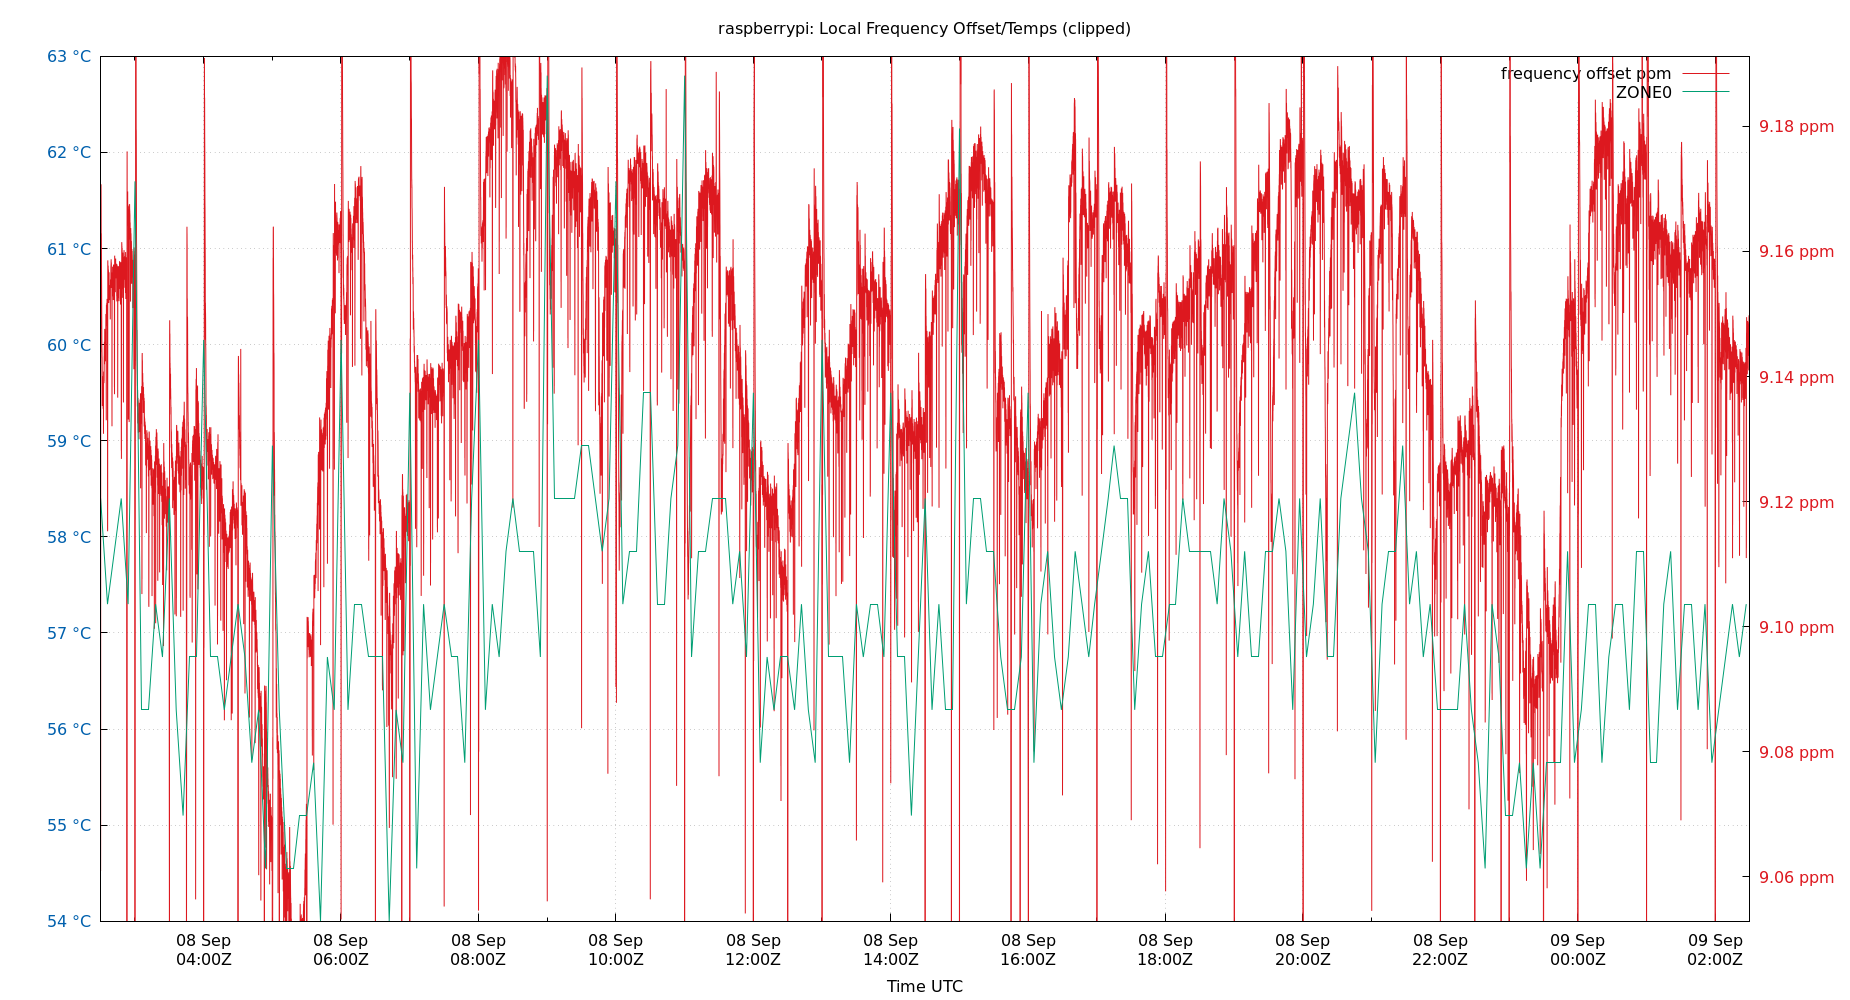 raspberrypi: Local Frequency Offset/Temps (clipped)
63 °C
frequency offset ppm
ZONE0
9.18 ppm
62 °C
61 °C
9.16 ppm
60 °C
9.14 ppm
59 °C
9.12 ppm
58 °C
57 °C
9.10 ppm
56 °C
9.08 ppm
55 °C
9.06 ppm
54 °C
08 Sep 08 Sep 08 Sep 08 Sep 08 Sep 08 Sep 08 Sep 08 Sep 08 Sep 08 Sep 09 Sep 09 Sep
04:00Z 06:00Z 08:00Z 10:00Z 12:00Z 14:00Z 16:00Z 18:00Z 20:00Z 22:00Z 00:00Z 02:00Z
Time UTC